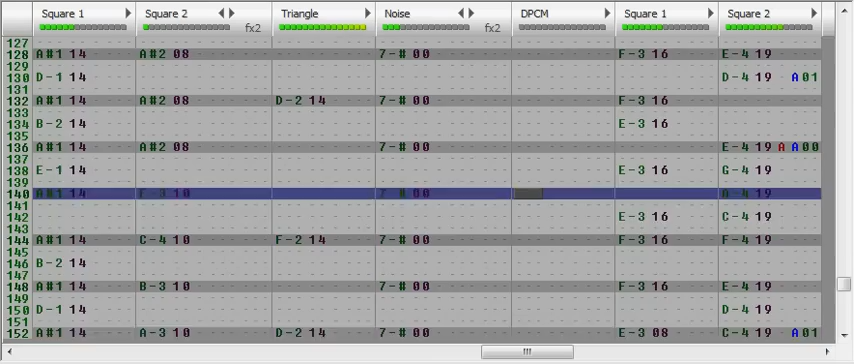 Square 1 Square 2 Triangle Noise DPCM Square 1 Square 2
fx2 fx2
127
128 A#1 14 A#2 08 7-# 00 F-3 16 E-4 19
129
130 D-1 14 D-4 19 A01
131
132 A#1 14 A#2 08 D-2 14 7-# 00 F-3 16
133
134 B-2 14 E-3 16
135
136 A#1 14 A#2 08 7-# 00 E-4 19 A A00
137
138 E-1 14 E-3 16 G-4 19
139
140 A#1 14 F-3 10 7-# 00 A-4 19
141
142 E-3 16 C-4 19
143
144 A#1 14 C-4 10 F-2 14 7-# 00 F-3 16 F-4 19
145
146 B-2 14
147
148 A#1 14 B-3 10 7-# 00 F-3 16 E-4 19
149
150 D-1 14 D-4 19
151
152 A#1 14 A-3 10 D-2 14 7-# 00 E-3 08 C-4 19 A01